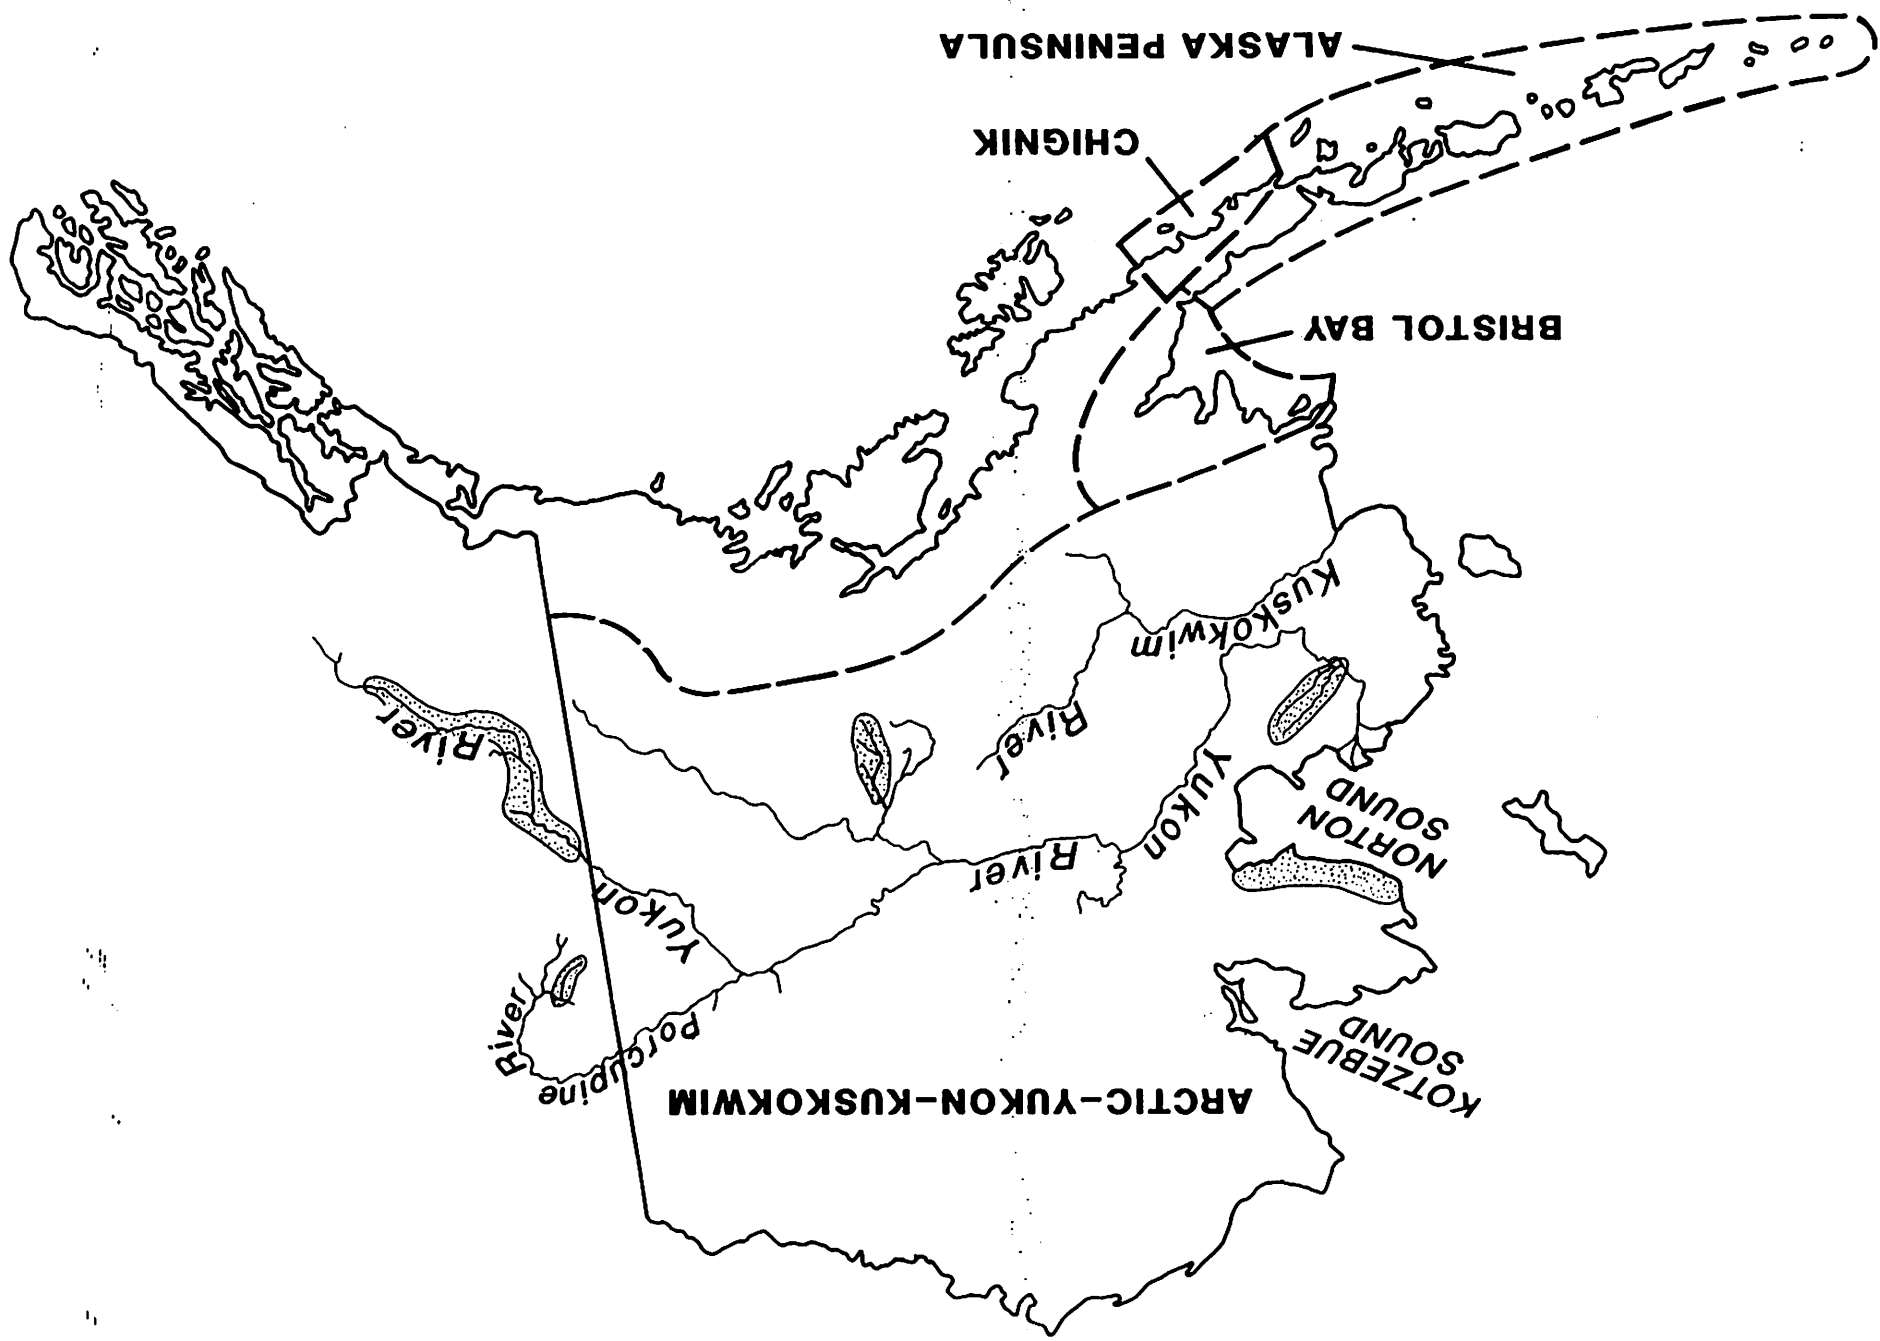 KOTZEBUE
SOUND
ARCTIC-YUKON-KUSKOKWIM
Porcupine
River
Yukon
River
NORTON
SOUND
Yukon
River
Kuskokwim
River
BRISTOL BAY
CHIGNIK
ALASKA PENINSULA